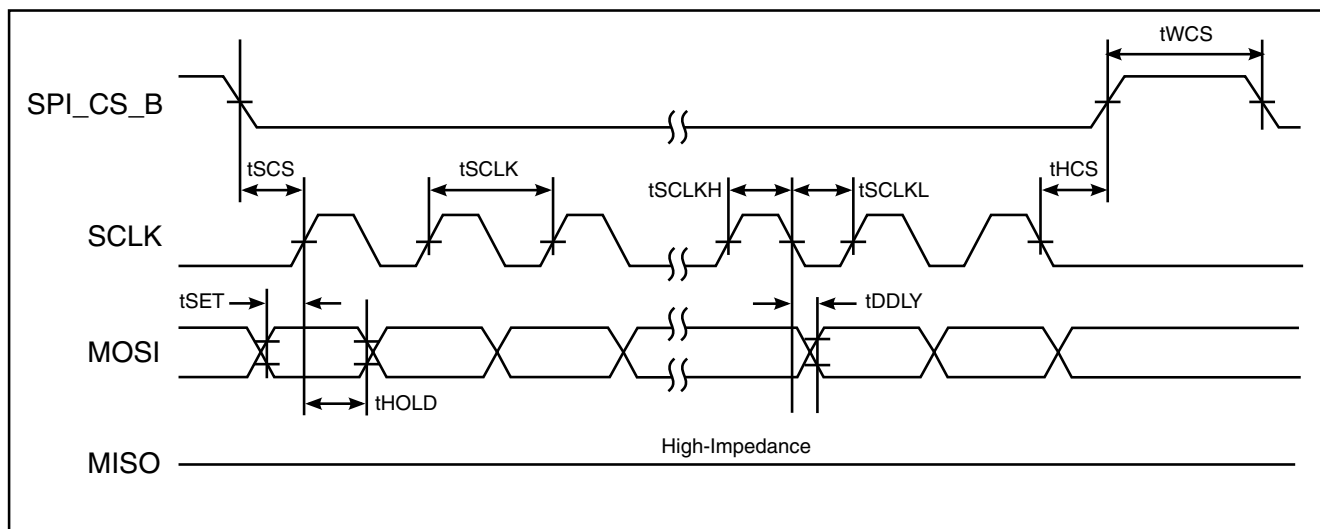 tWCS
SPI_CS_B
tSCS
tSCLK
tSCLKH
tSCLKL
tHCS
SCLK
tSET
tDDLY
MOSI
tHOLD
High-Impedance
MISO